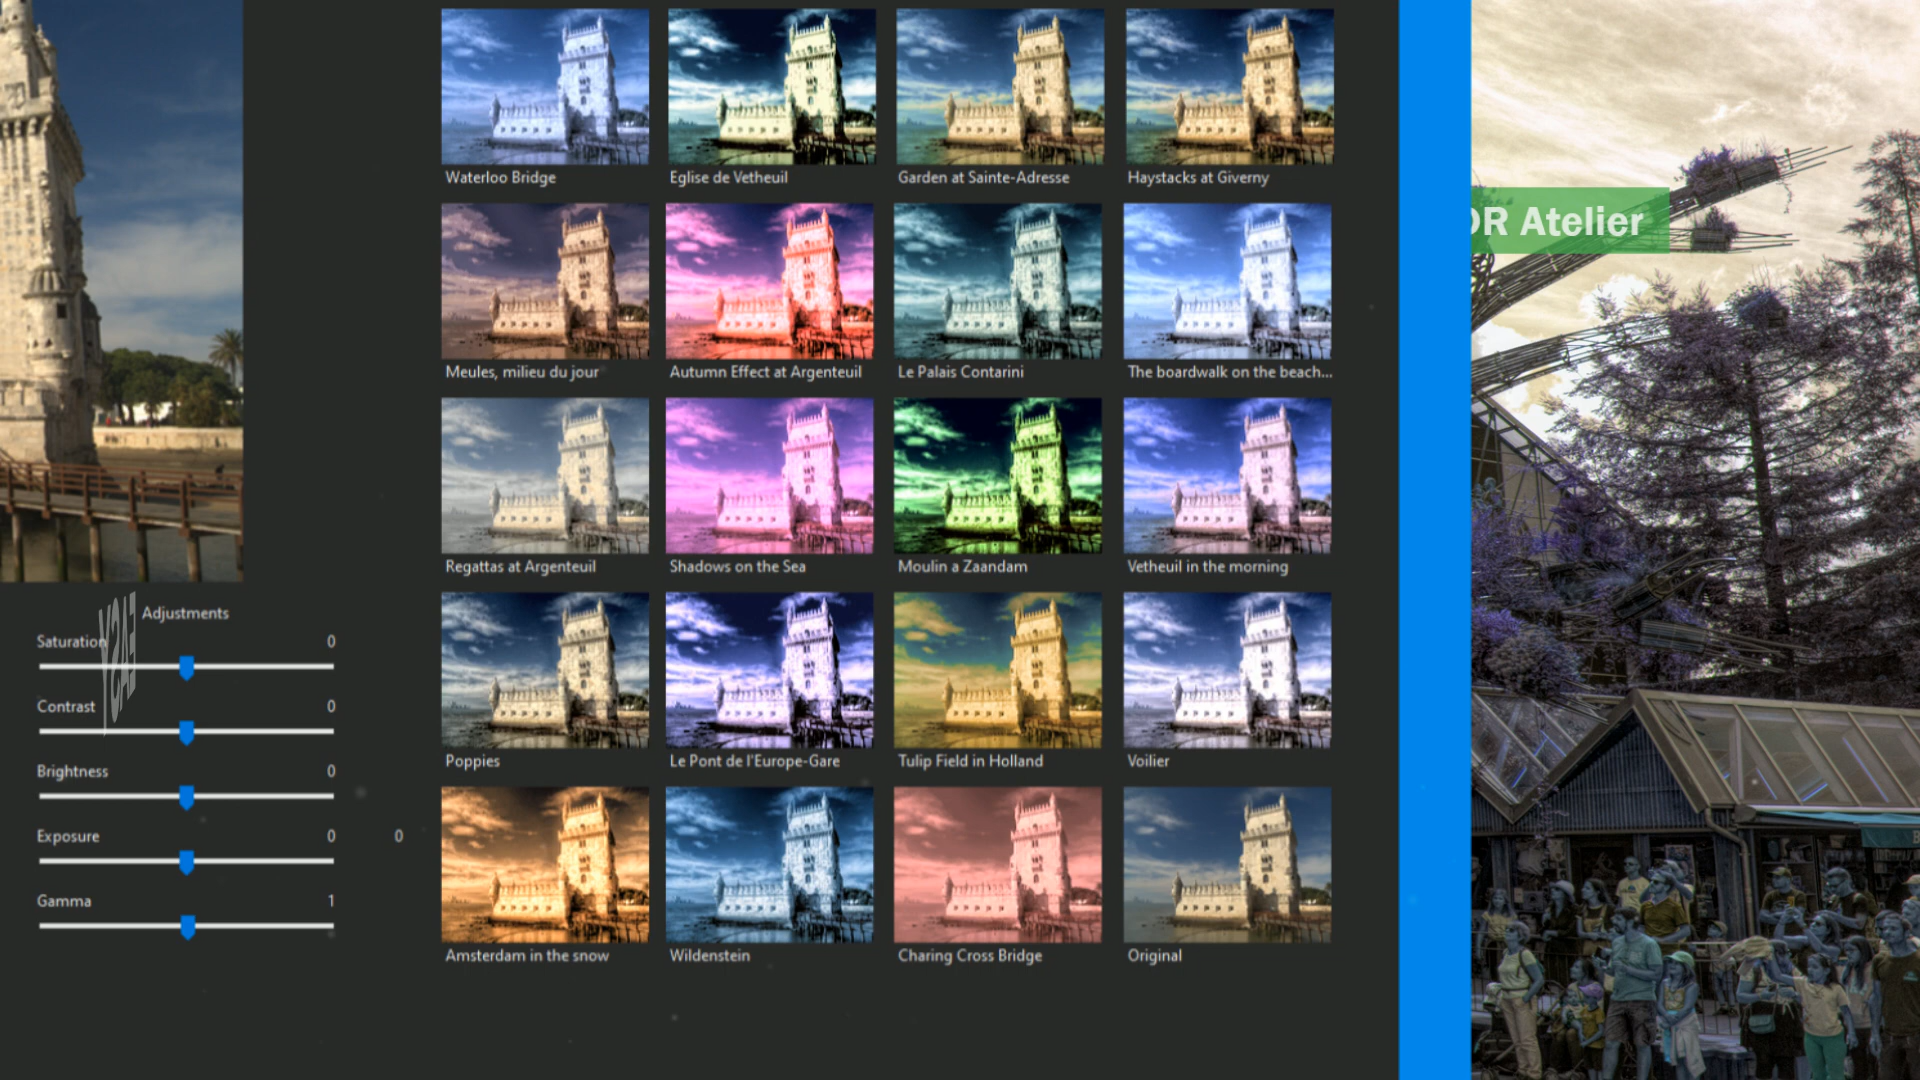 Waterloo Bridge
Eglise de Vetheuil
Garden at Sainte-Adresse
Haystacks at Giverny
DR Atelier
Meules, milieu du jour
Autumn Effect at Argenteuil
Le Palais Contarini
The boardwalk on the beach...
Regattas at Argenteuil
Shadows on the Sea
Moulin a Zaandam
Vetheuil in the morning
Adjustments
Saturation 0
Contrast 0
Brightness 0
Exposure 0 0
Gamma 1
EASY
Poppies
Le Pont de l'Europe-Gare
Tulip Field in Holland
Voilier
Amsterdam in the snow
Wildenstein
Charing Cross Bridge
Original